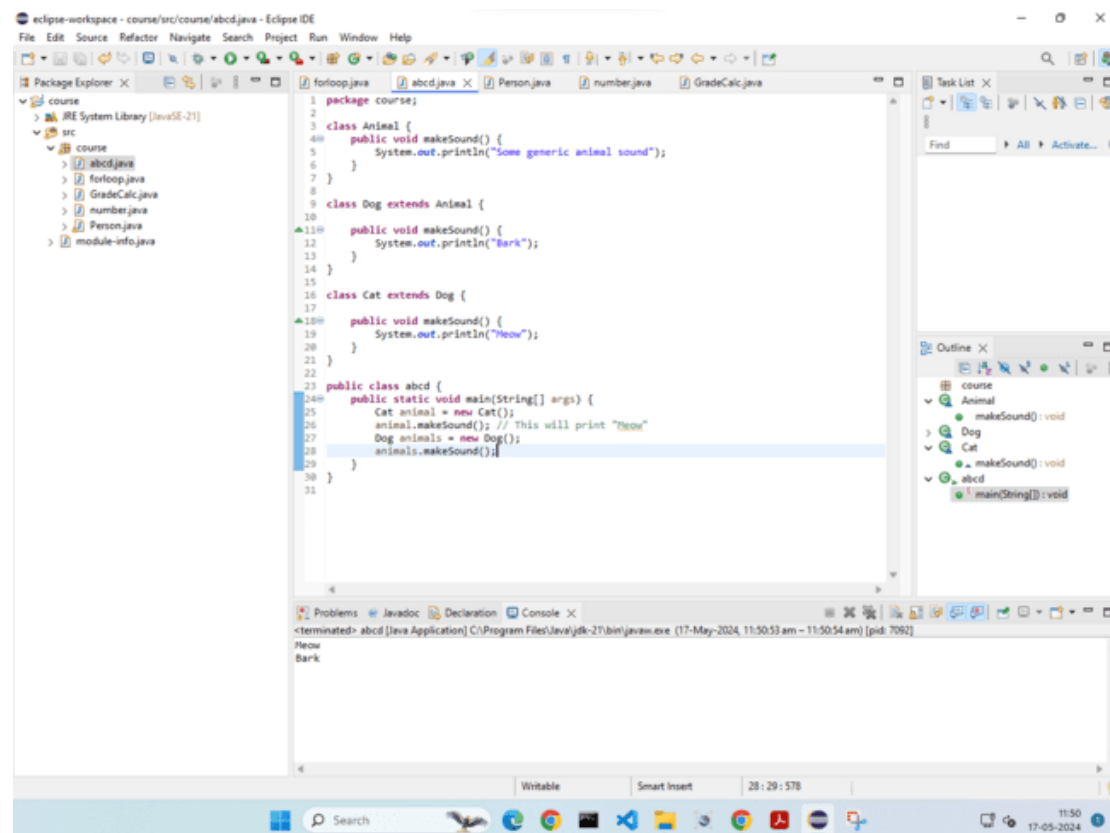 eclipse-workspace - course/src/course/abcd.java - Eclipse IDE
File Edit Source Refactor Navigate Search Project Run Window Help
Package Explorer
course
JRE System Library [JavaSE-21]
src
course
abcd.java
forloop.java
GradeCalc.java
number.java
Person.java
module-info.java
forloop.java abcd.java Person.java number.java GradeCalc.java
1 package course;
2
3 class Animal {
4 public void makeSound() {
5 System.out.println("Some generic animal sound");
6 }
7 }
8
9 class Dog extends Animal {
10
11 public void makeSound() {
12 System.out.println("Bark");
13 }
14 }
15
16 class Cat extends Dog {
17
18 public void makeSound() {
19 System.out.println("Meow");
20 }
21 }
22
23 public class abcd {
24 public static void main(String[] args) {
25 Cat animal = new Cat();
26 animal.makeSound(); // This will print "Meow"
27 Dog animals = new Dog();
28 animals.makeSound();
29 }
30 }
31
Task List
Find All Activate...
Outline
course
Animal
makeSound() : void
Dog
Cat
makeSound() : void
abcd
main(String[]) : void
Problems Javadoc Declaration Console
<terminated> abcd [Java Application] C:\Program Files\Java\jdk-21\bin\javaw.exe (17-May-2024, 11:50:53 am – 11:50:54 am) [pid: 7092]
Meow
Bark
Writable Smart Insert 28 : 29 : 578
Search
11:50
17-05-2024